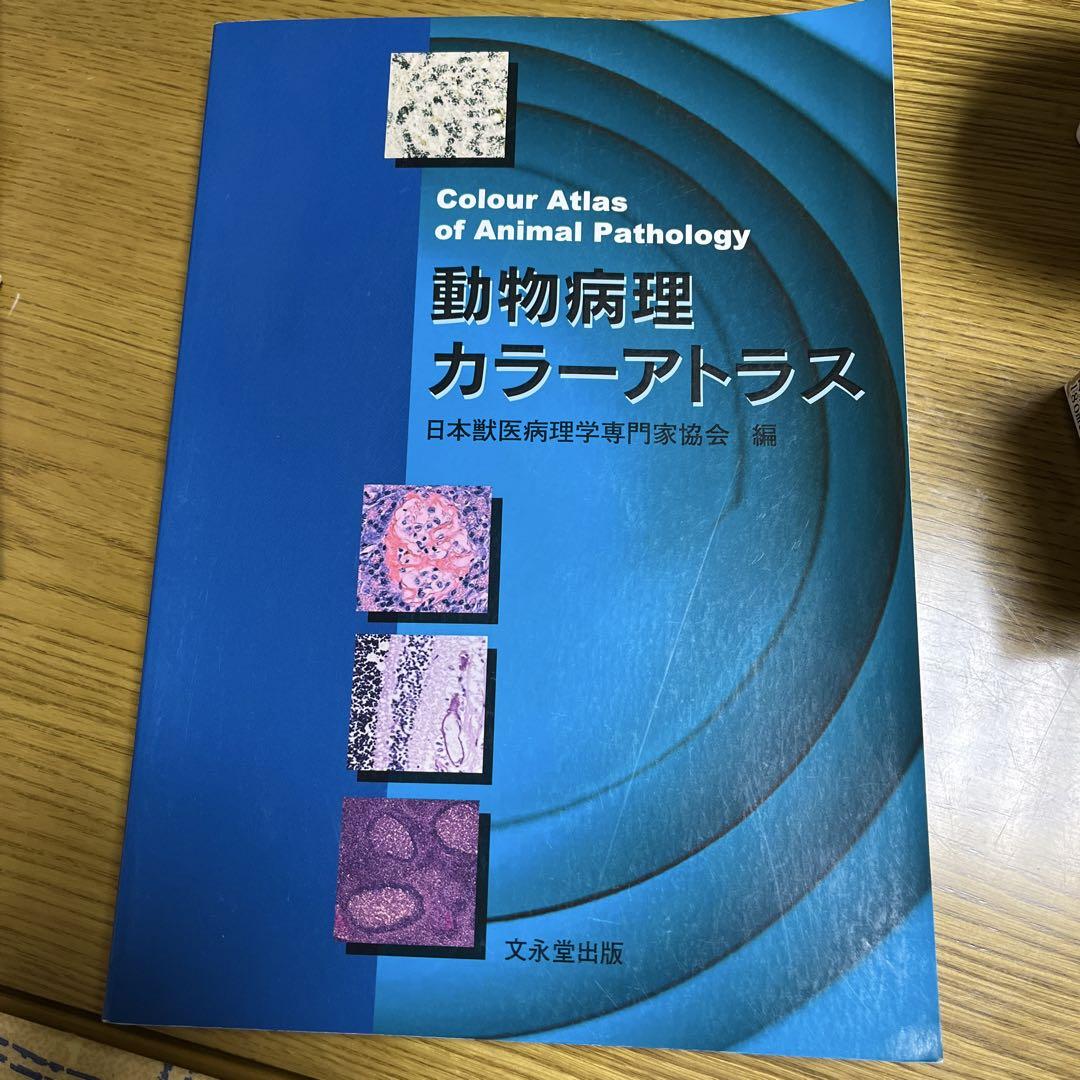 Colour Atlas
of Animal Pathology
動物病理
カラーアトラス
日本獣医病理学専門家協会 編
文永堂出版